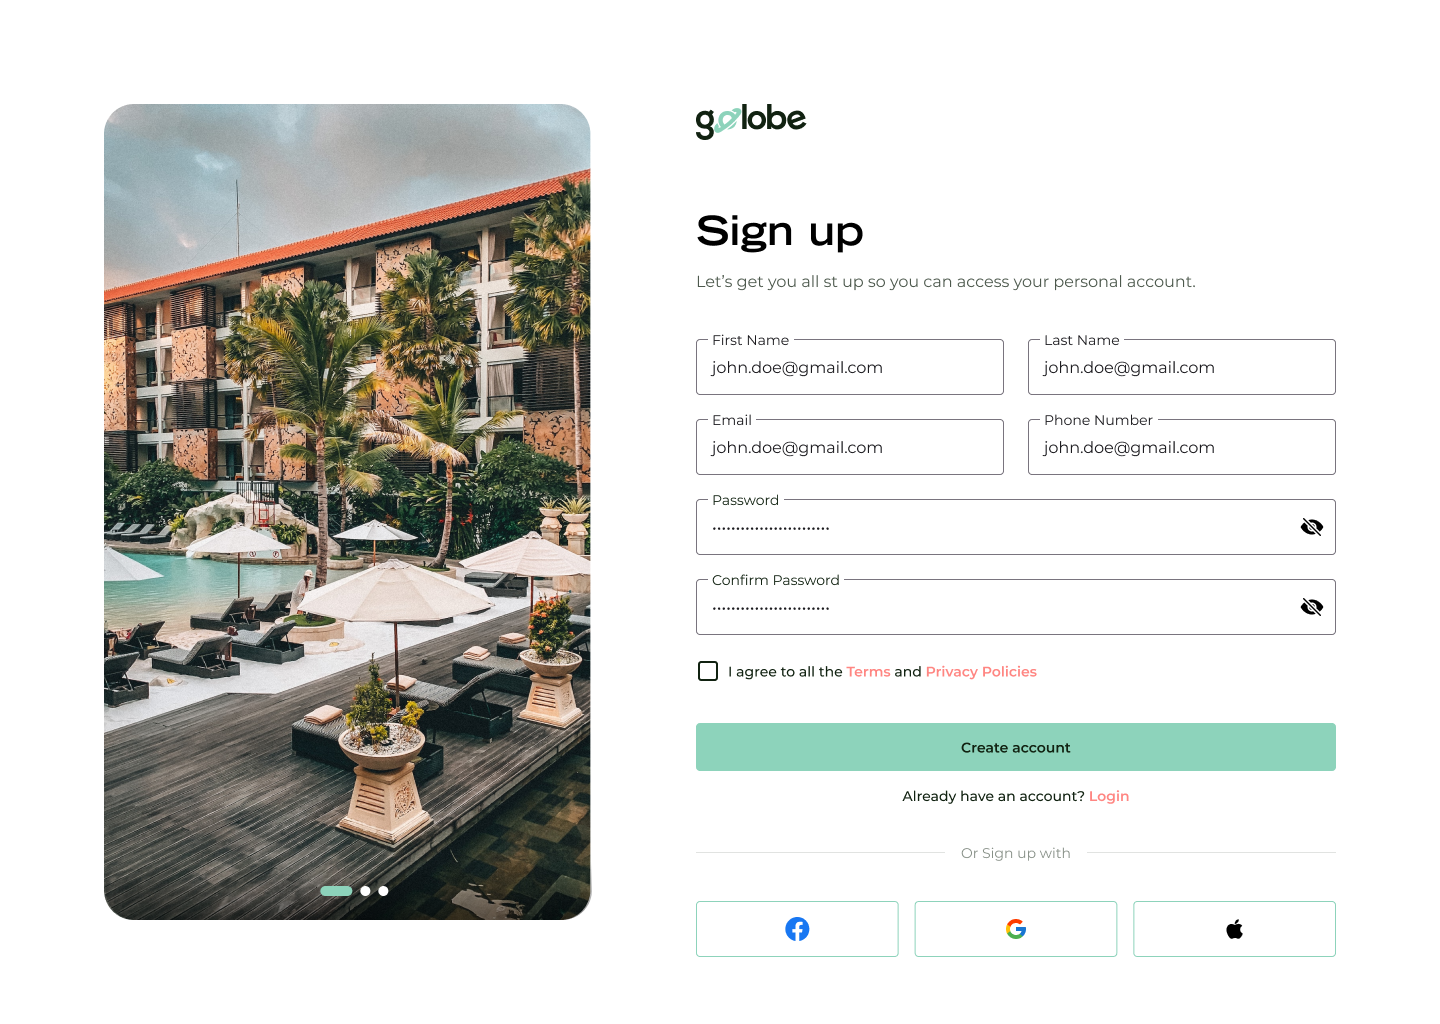 golobe
Sign up
Let’s get you all st up so you can access your personal account.
First Name
john.doe@gmail.com
Last Name
john.doe@gmail.com
Email
john.doe@gmail.com
Phone Number
john.doe@gmail.com
Password
•••••••••••••••••••••••••
Confirm Password
•••••••••••••••••••••••••
I agree to all the Terms and Privacy Policies
Create account
Already have an account? Login
Or Sign up with